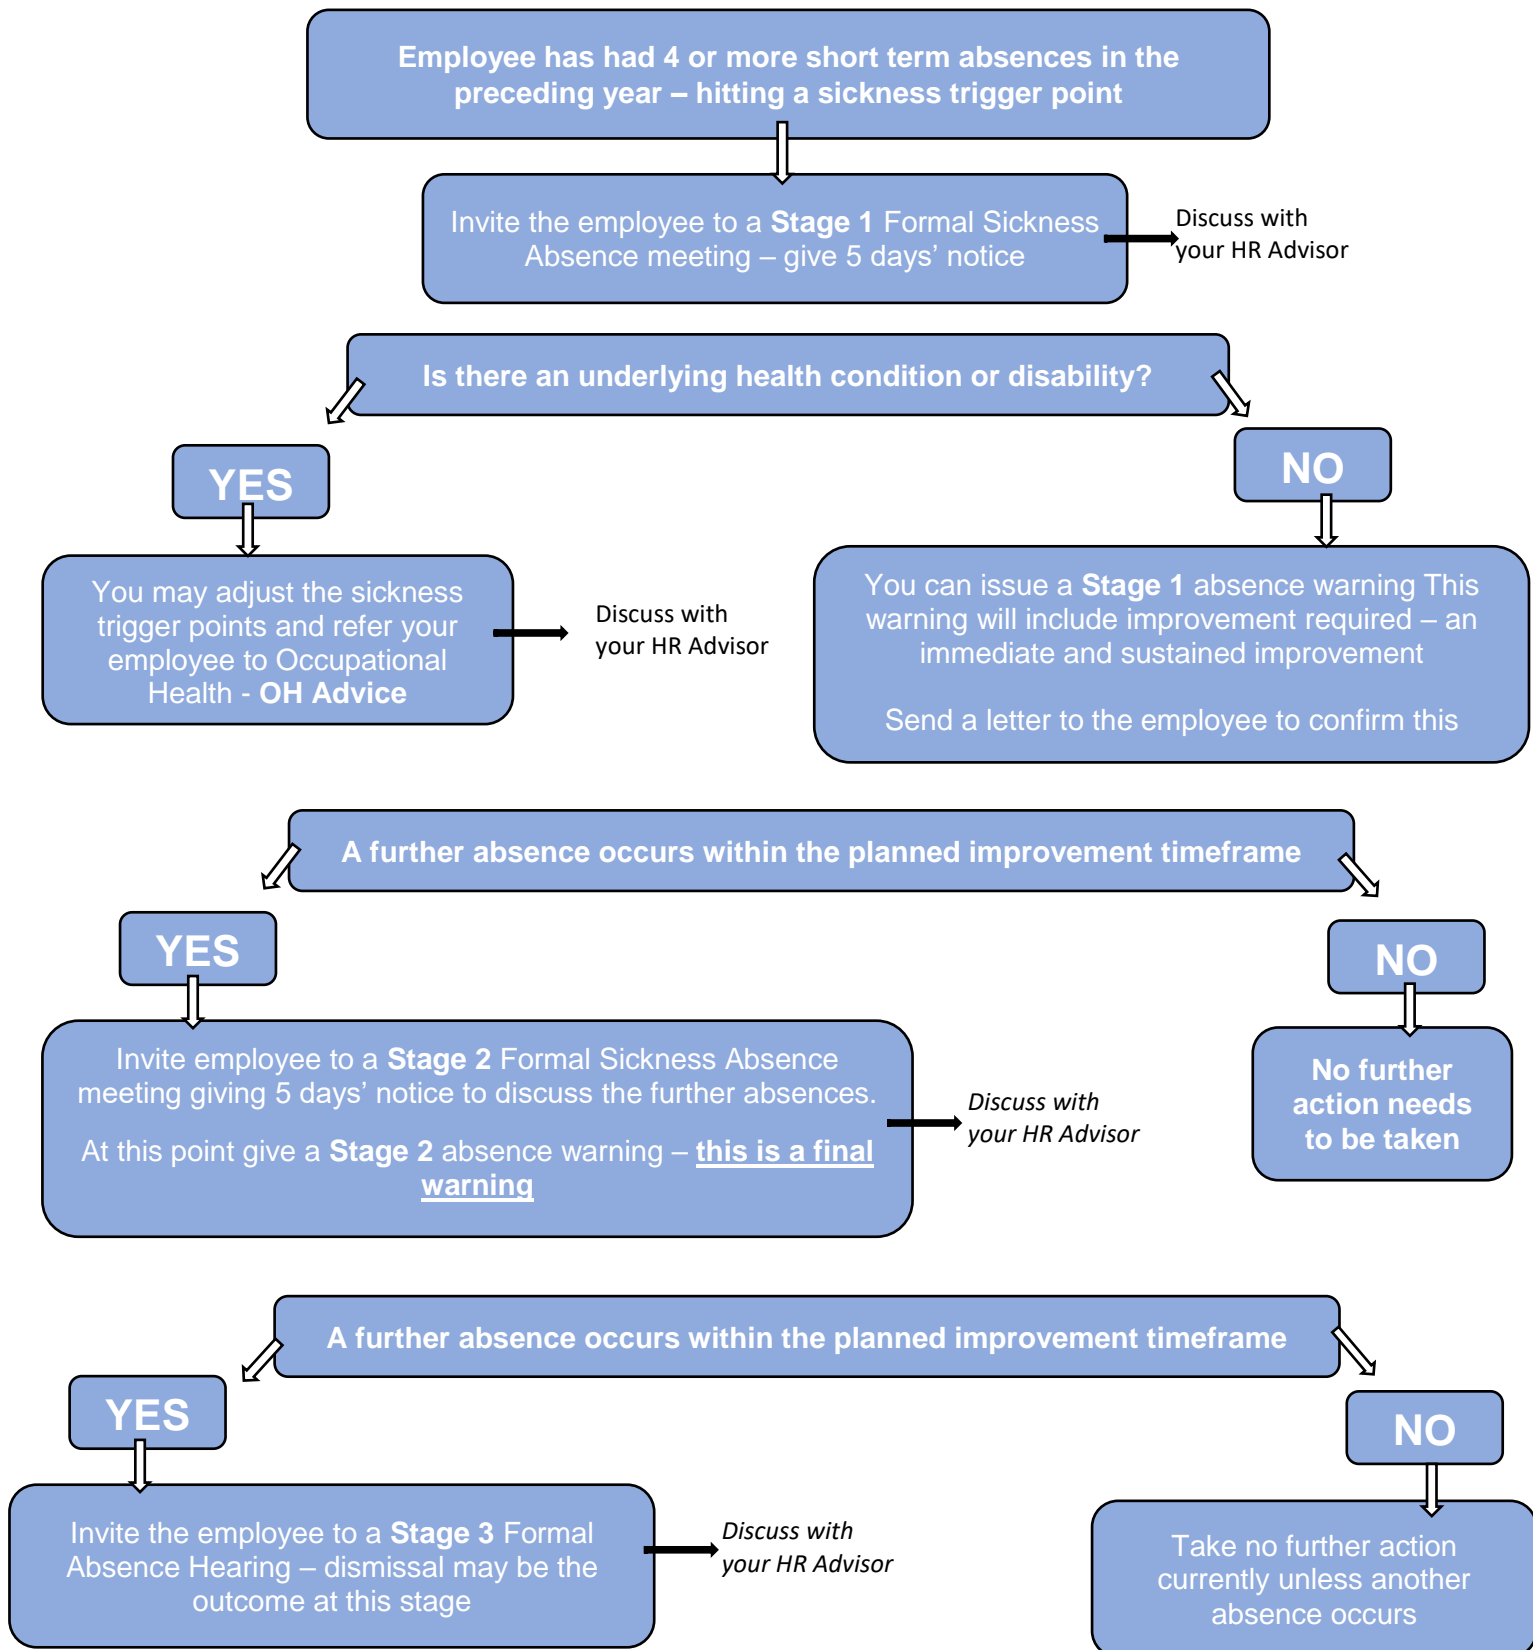 Employee has had 4 or more short term absences in the
preceding year – hitting a sickness trigger point
Invite the employee to a Stage 1 Formal Sickness
Absence meeting – give 5 days’ notice
Discuss with
your HR Advisor
Is there an underlying health condition or disability?
YES
NO
You may adjust the sickness
trigger points and refer your
employee to Occupational
Health - OH Advice
Discuss with
your HR Advisor
You can issue a Stage 1 absence warning This
warning will include improvement required – an
immediate and sustained improvement
Send a letter to the employee to confirm this
A further absence occurs within the planned improvement timeframe
YES
NO
Invite employee to a Stage 2 Formal Sickness Absence
meeting giving 5 days’ notice to discuss the further absences.
At this point give a Stage 2 absence warning – this is a final
warning
Discuss with
your HR Advisor
No further
action needs
to be taken
A further absence occurs within the planned improvement timeframe
YES
NO
Invite the employee to a Stage 3 Formal
Absence Hearing – dismissal may be the
outcome at this stage
Discuss with
your HR Advisor
Take no further action
currently unless another
absence occurs